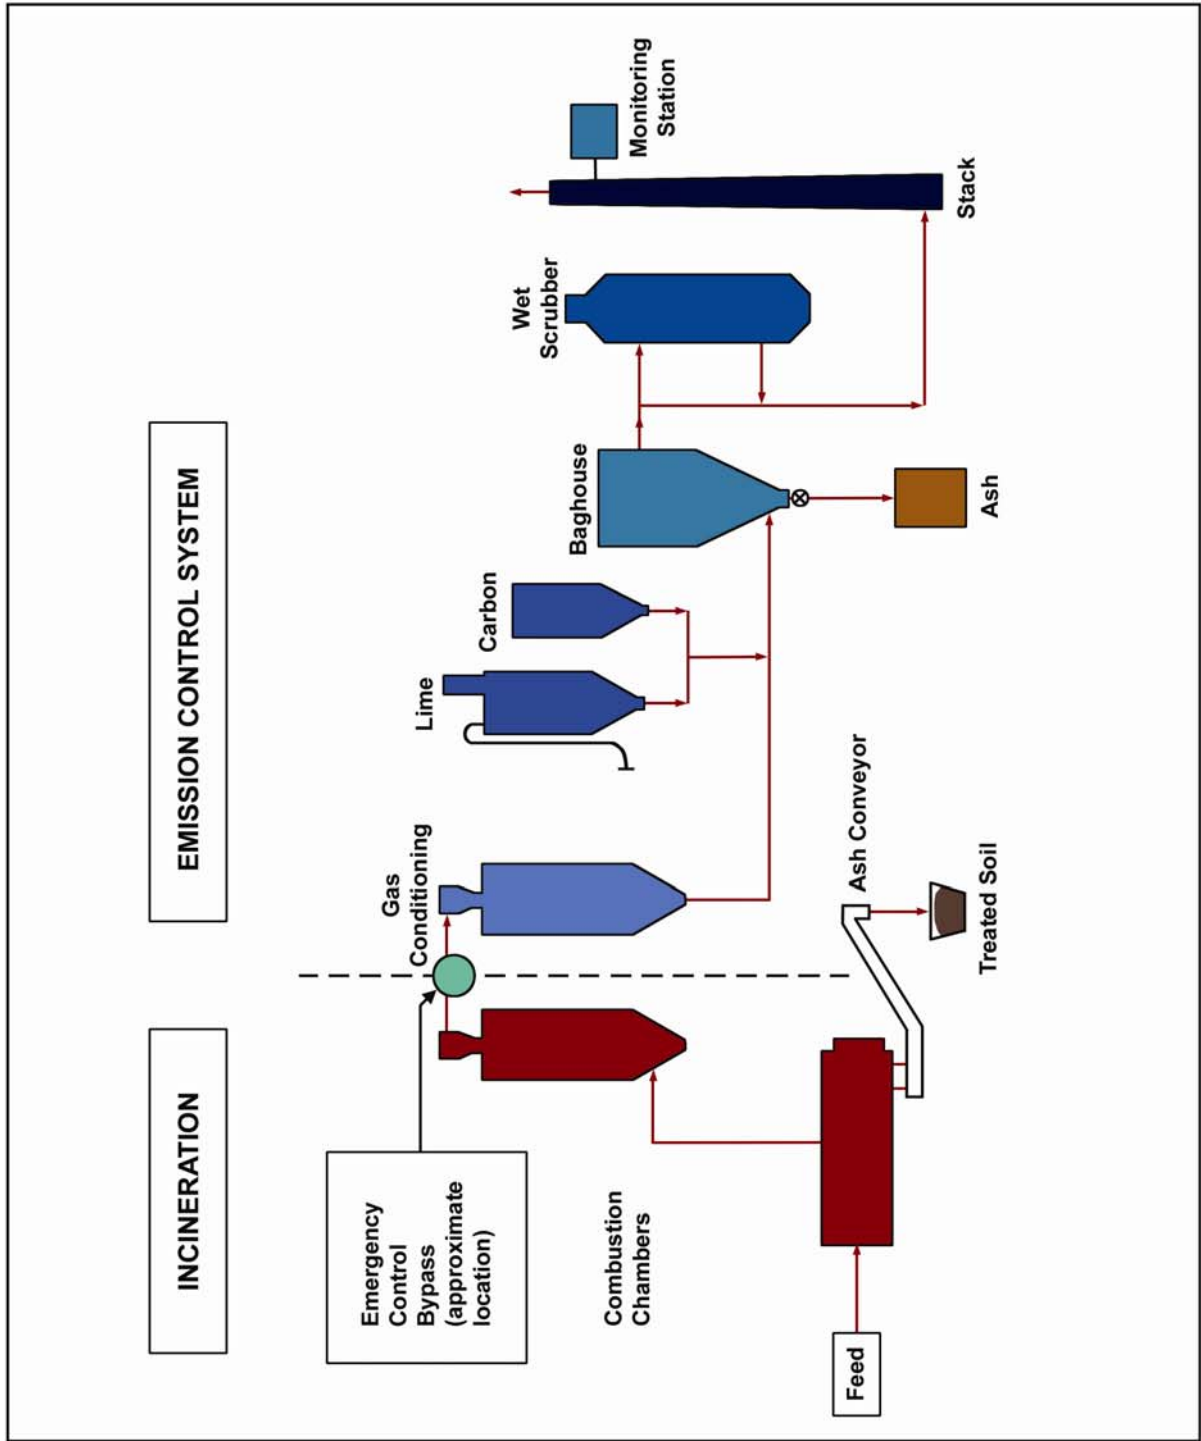 INCINERATION
EMISSION CONTROL SYSTEM
Emergency
Control
Bypass
(approximate
location)
Gas
Conditioning
Lime
Carbon
Baghouse
Wet
Scrubber
Monitoring
Station
Combustion
Chambers
Feed
Ash Conveyor
Treated Soil
Ash
Stack